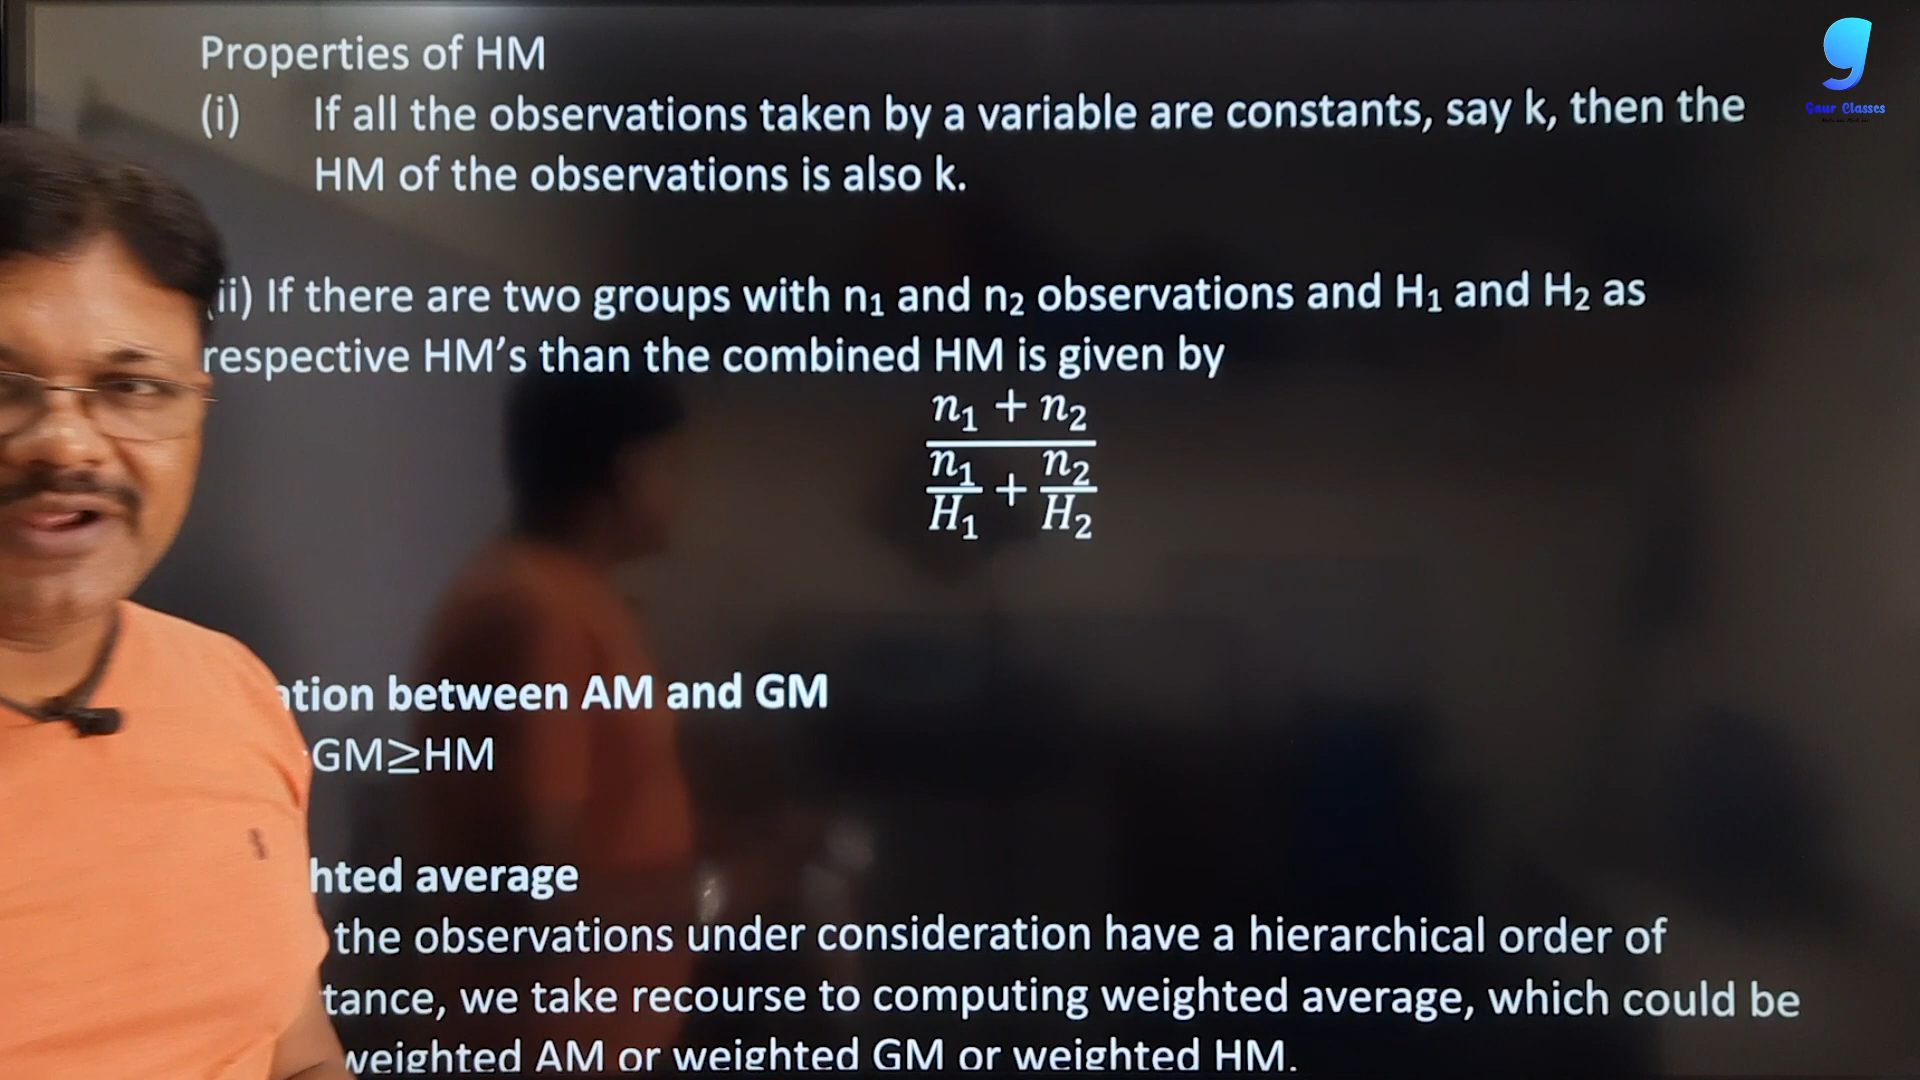 Properties of HM
(i) If all the observations taken by a variable are constants, say k, then the
HM of the observations is also k.
ii) If there are two groups with n₁ and n₂ observations and H₁ and H₂ as
respective HM’s than the combined HM is given by
n₁ + n₂
n₁ + n₂
H₁ H₂
ation between AM and GM
GM≥HM
hted average
the observations under consideration have a hierarchical order of
tance, we take recourse to computing weighted average, which could be
weighted AM or weighted GM or weighted HM.
Gaur Classes